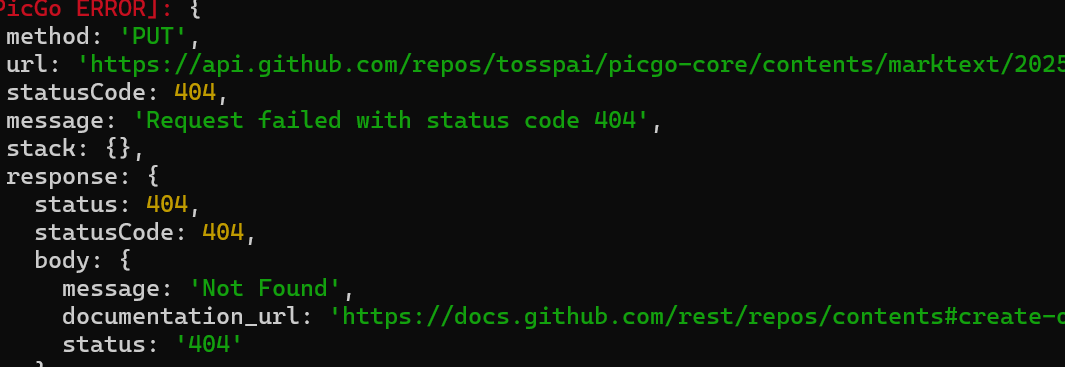 PicGo ERROR]: {
method: 'PUT',
url: 'https://api.github.com/repos/tosspai/picgo-core/contents/marktext/2025
statusCode: 404,
message: 'Request failed with status code 404',
stack: {},
response: {
status: 404,
statusCode: 404,
body: {
message: 'Not Found',
documentation_url: 'https://docs.github.com/rest/repos/contents#create-o
status: '404'